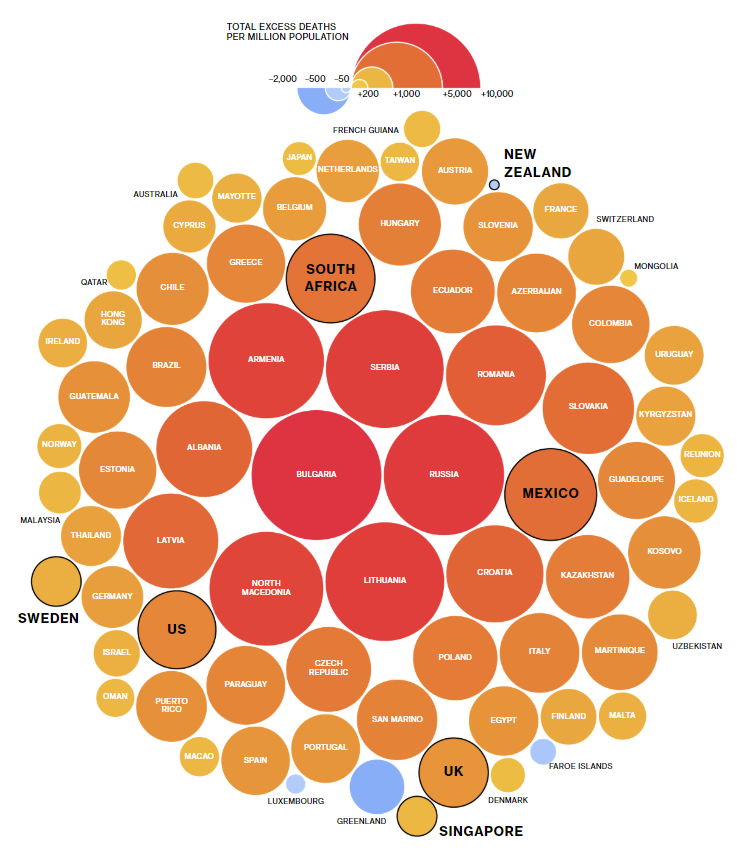 TOTAL EXCESS DEATHS
PER MILLION POPULATION
–2,000 –500 –50
+200 +1,000 +5,000 +10,000
FRENCH GUIANA
JAPAN
NETHERLANDS
TAIWAN
AUSTRIA
NEW
ZEALAND
AUSTRALIA
MAYOTTE
BELGIUM
CYPRUS
HUNGARY
SLOVENIA
FRANCE
SWITZERLAND
GREECE
SOUTH
AFRICA
MONGOLIA
QATAR
CHILE
ECUADOR
AZERBAIJAN
HONG
KONG
COLOMBIA
IRELAND
BRAZIL
ARMENIA
SERBIA
ROMANIA
URUGUAY
GUATEMALA
SLOVAKIA
KYRGYZSTAN
NORWAY
ALBANIA
REUNION
ESTONIA
BULGARIA
RUSSIA
GUADELOUPE
MEXICO
ICELAND
MALAYSIA
THAILAND
LATVIA
KOSOVO
NORTH
MACEDONIA
LITHUANIA
CROATIA
KAZAKHSTAN
SWEDEN
GERMANY
US
UZBEKISTAN
ISRAEL
CZECH
REPUBLIC
POLAND
ITALY
MARTINIQUE
OMAN
PARAGUAY
PUERTO
RICO
SAN MARINO
EGYPT
FINLAND
MALTA
MACAO
SPAIN
PORTUGAL
UK
FAROE ISLANDS
LUXEMBOURG
DENMARK
GREENLAND
SINGAPORE